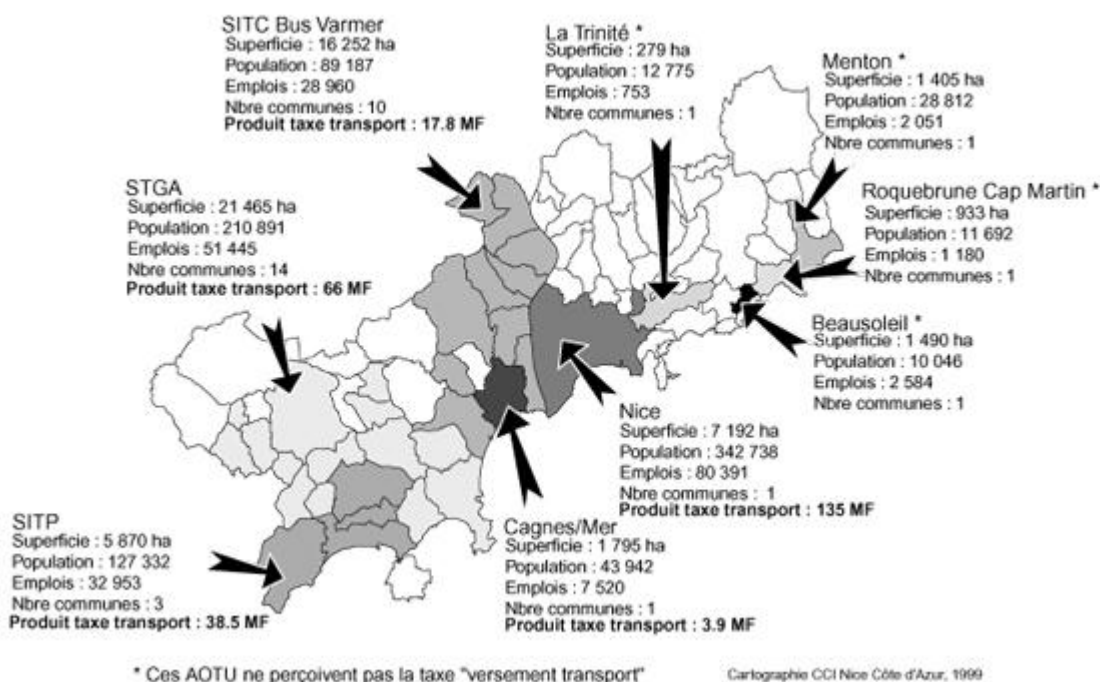 SITC Bus Varmer
Superficie : 16 252 ha
Population : 89 187
Emplois : 28 960
Nbre communes : 10
Produit taxe transport : 17.8 MF
La Trinité *
Superficie : 279 ha
Population : 12 775
Emplois : 753
Nbre communes : 1
Menton *
Superficie : 1 405 ha
Population : 28 812
Emplois : 2 051
Nbre communes : 1
STGA
Superficie : 21 465 ha
Population : 210 891
Emplois : 51 445
Nbre communes : 14
Produit taxe transport : 66 MF
Roquebrune Cap Martin *
Superficie : 933 ha
Population : 11 692
Emplois : 1 180
Nbre communes : 1
Beausoleil *
Superficie : 1 490 ha
Population : 10 046
Emplois : 2 584
Nbre communes : 1
Nice
Superficie : 7 192 ha
Population : 342 738
Emplois : 80 391
Nbre communes : 1
Produit taxe transport : 135 MF
SITP
Superficie : 5 870 ha
Population : 127 332
Emplois : 32 953
Nbre communes : 3
Produit taxe transport : 38.5 MF
Cagnes/Mer
Superficie : 1 795 ha
Population : 43 942
Emplois : 7 520
Nbre communes : 1
Produit taxe transport : 3.9 MF
* Ces AOTU ne perçoivent pas la taxe "versement transport"
Cartographie CCI Nice Côte d'Azur, 1999